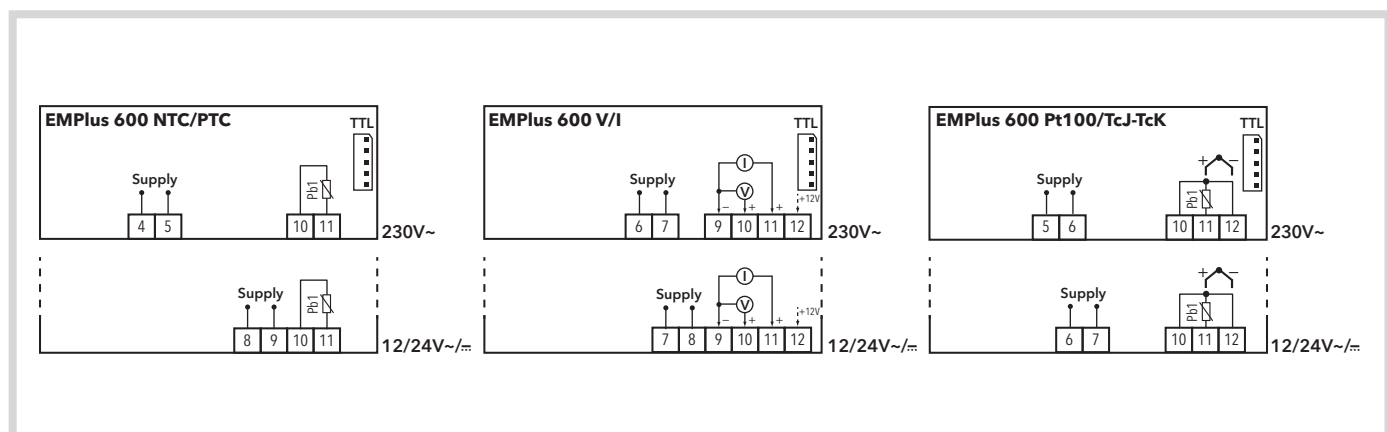 EMPlus 600 NTC/PTC
TTL
Supply
Pb1
4 5 10 11
230V~
Supply
Pb1
8 9 10 11
12/24V~/⎓
EMPlus 600 V/I
TTL
I
Supply
V
− + + +12V
6 7 9 10 11 12
230V~
I
Supply
V
− + + +12V
7 8 9 10 11 12
12/24V~/⎓
EMPlus 600 Pt100/TcJ-TcK
TTL
+ −
Supply
Pb1
5 6 10 11 12
230V~
+ −
Supply
Pb1
6 7 10 11 12
12/24V~/⎓